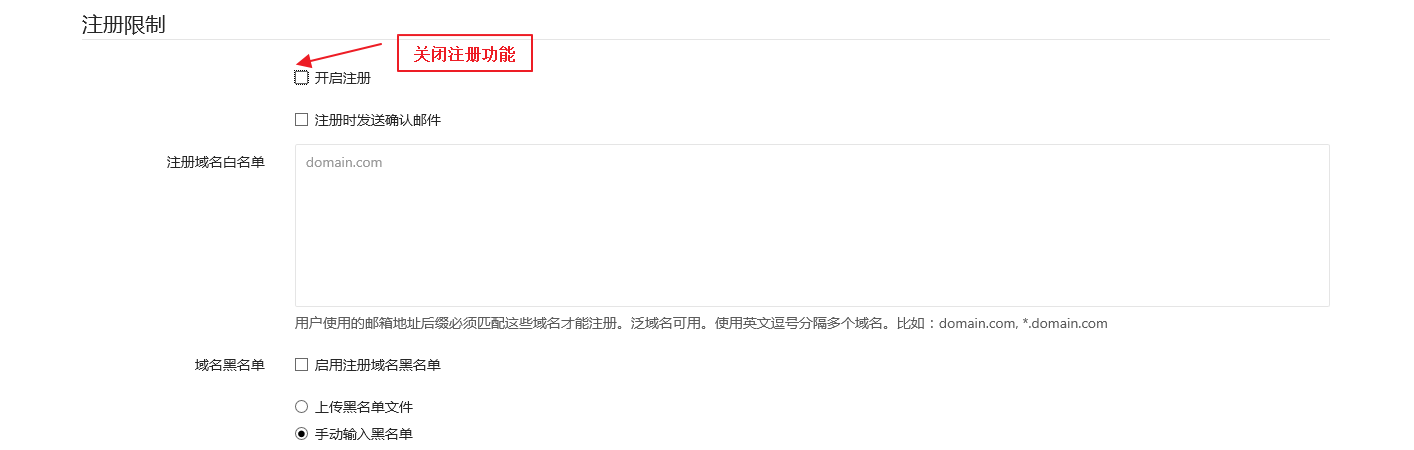 注册限制
关闭注册功能
开启注册
注册时发送确认邮件
注册域名白名单
domain.com
用户使用的邮箱地址后缀必须匹配这些域名才能注册。泛域名可用。使用英文逗号分隔多个域名。比如：domain.com, *.domain.com
域名黑名单
启用注册域名黑名单
上传黑名单文件
手动输入黑名单